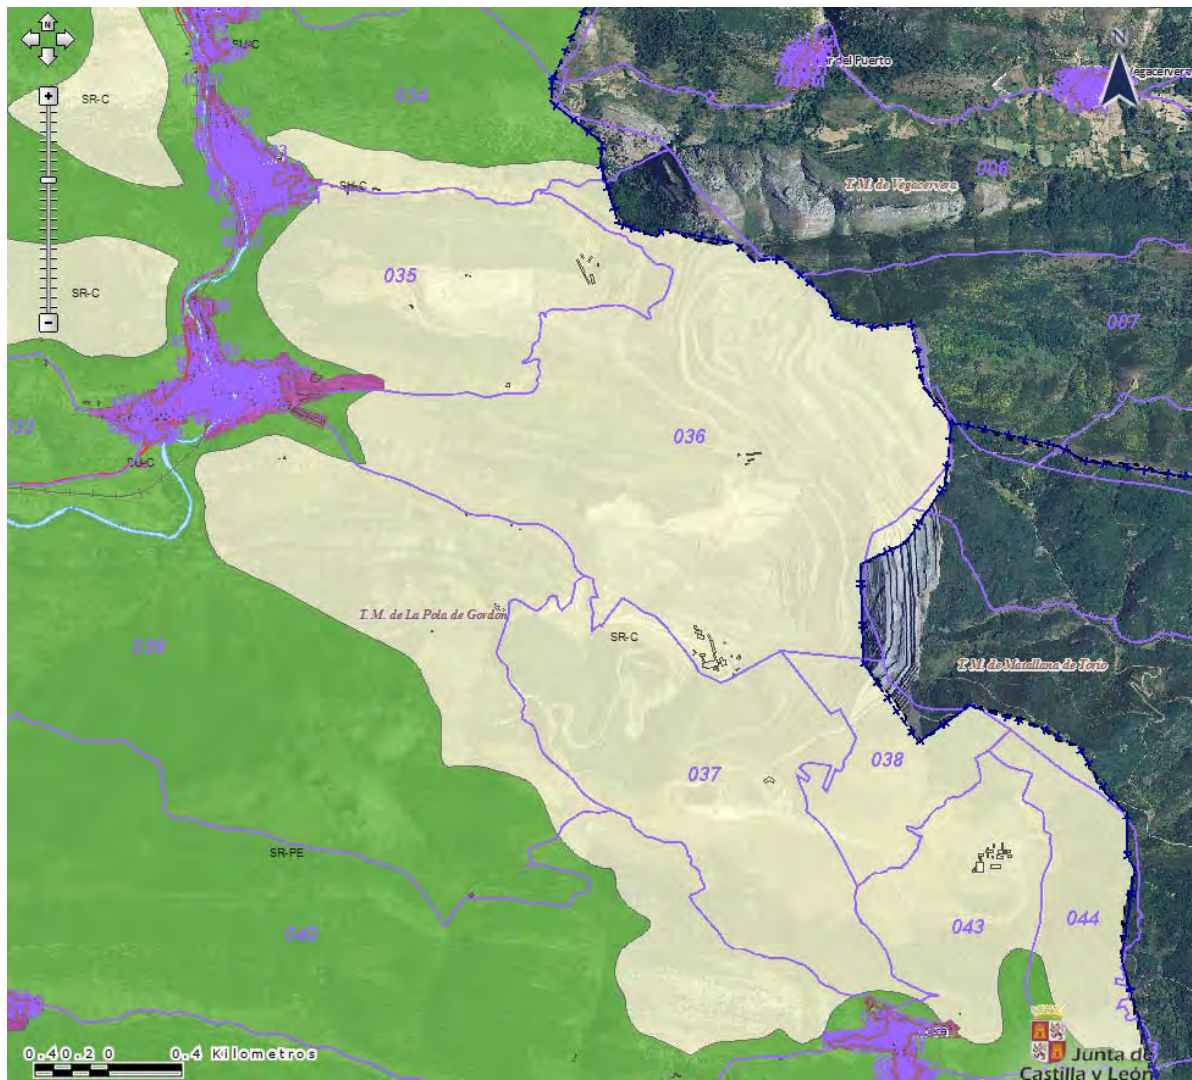 N
SR-C
034
N
006
T. M. de Vegacervera
035
SR-C
007
036
032
T. M. de La Pola de Gordón
SR-C
039
T. M. de Matallana de Torío
037
038
SR-PE
043
044
040
0.4 0.2 0 0.4 Kilometros
Junta de
Castilla y León